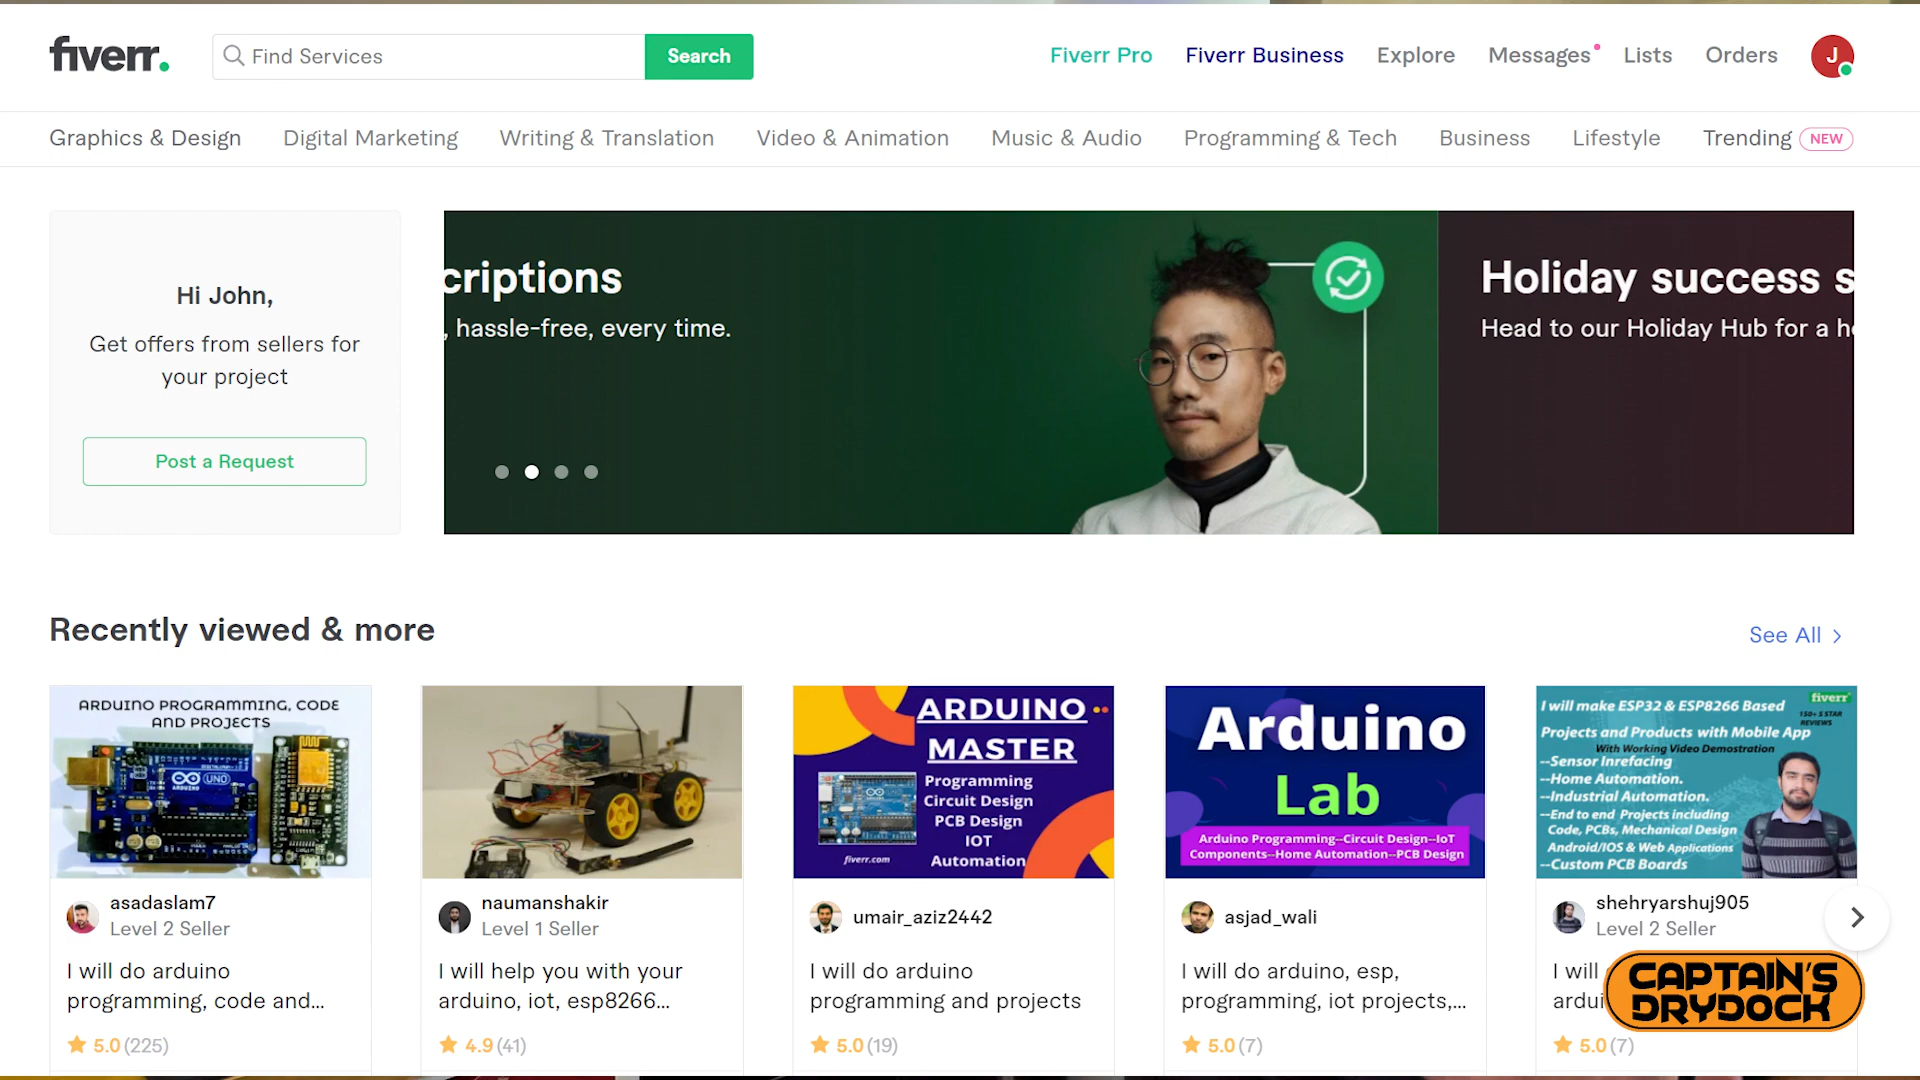 fiverr.
Find Services
Search
Fiverr Pro
Fiverr Business
Explore
Messages
Lists
Orders
J
Graphics & Design
Digital Marketing
Writing & Translation
Video & Animation
Music & Audio
Programming & Tech
Business
Lifestyle
Trending NEW
Hi John,
Get offers from sellers for
your project
Post a Request
criptions
, hassle-free, every time.
Holiday success s
Head to our Holiday Hub for a he
Recently viewed & more
See All
ARDUINO PROGRAMMING, CODE
AND PROJECTS
UNO
ARDUINO
asadaslam7
Level 2 Seller
I will do arduino
programming, code and...
5.0 (225)
naumanshakir
Level 1 Seller
I will help you with your
arduino, iot, esp8266...
4.9 (41)
ARDUINO
MASTER
Programming
Circuit Design
PCB Design
IOT
Automation
fiverr.com
umair_aziz2442
I will do arduino
programming and projects
5.0 (19)
Arduino
Lab
Arduino Programming--Circuit Design--IoT
Components--Home Automation--PCB Design
asjad_wali
I will do arduino, esp,
programming, iot projects,...
5.0 (7)
fiverr
I will make ESP32 & ESP8266 Based
150+ 5 STAR
REVIEWS
Projects and Products with Mobile App
With Working Video Demostration
--Sensor Inrefacing
--Home Automation.
--Industrial Automation.
--End to end Projects including
Code, PCBs, Mechanical Design
Android/IOS & Web Applications
--Custom PCB Boards
shehryarshuj905
Level 2 Seller
I will
ardui
5.0 (7)
CAPTAIN'S
DRYDOCK